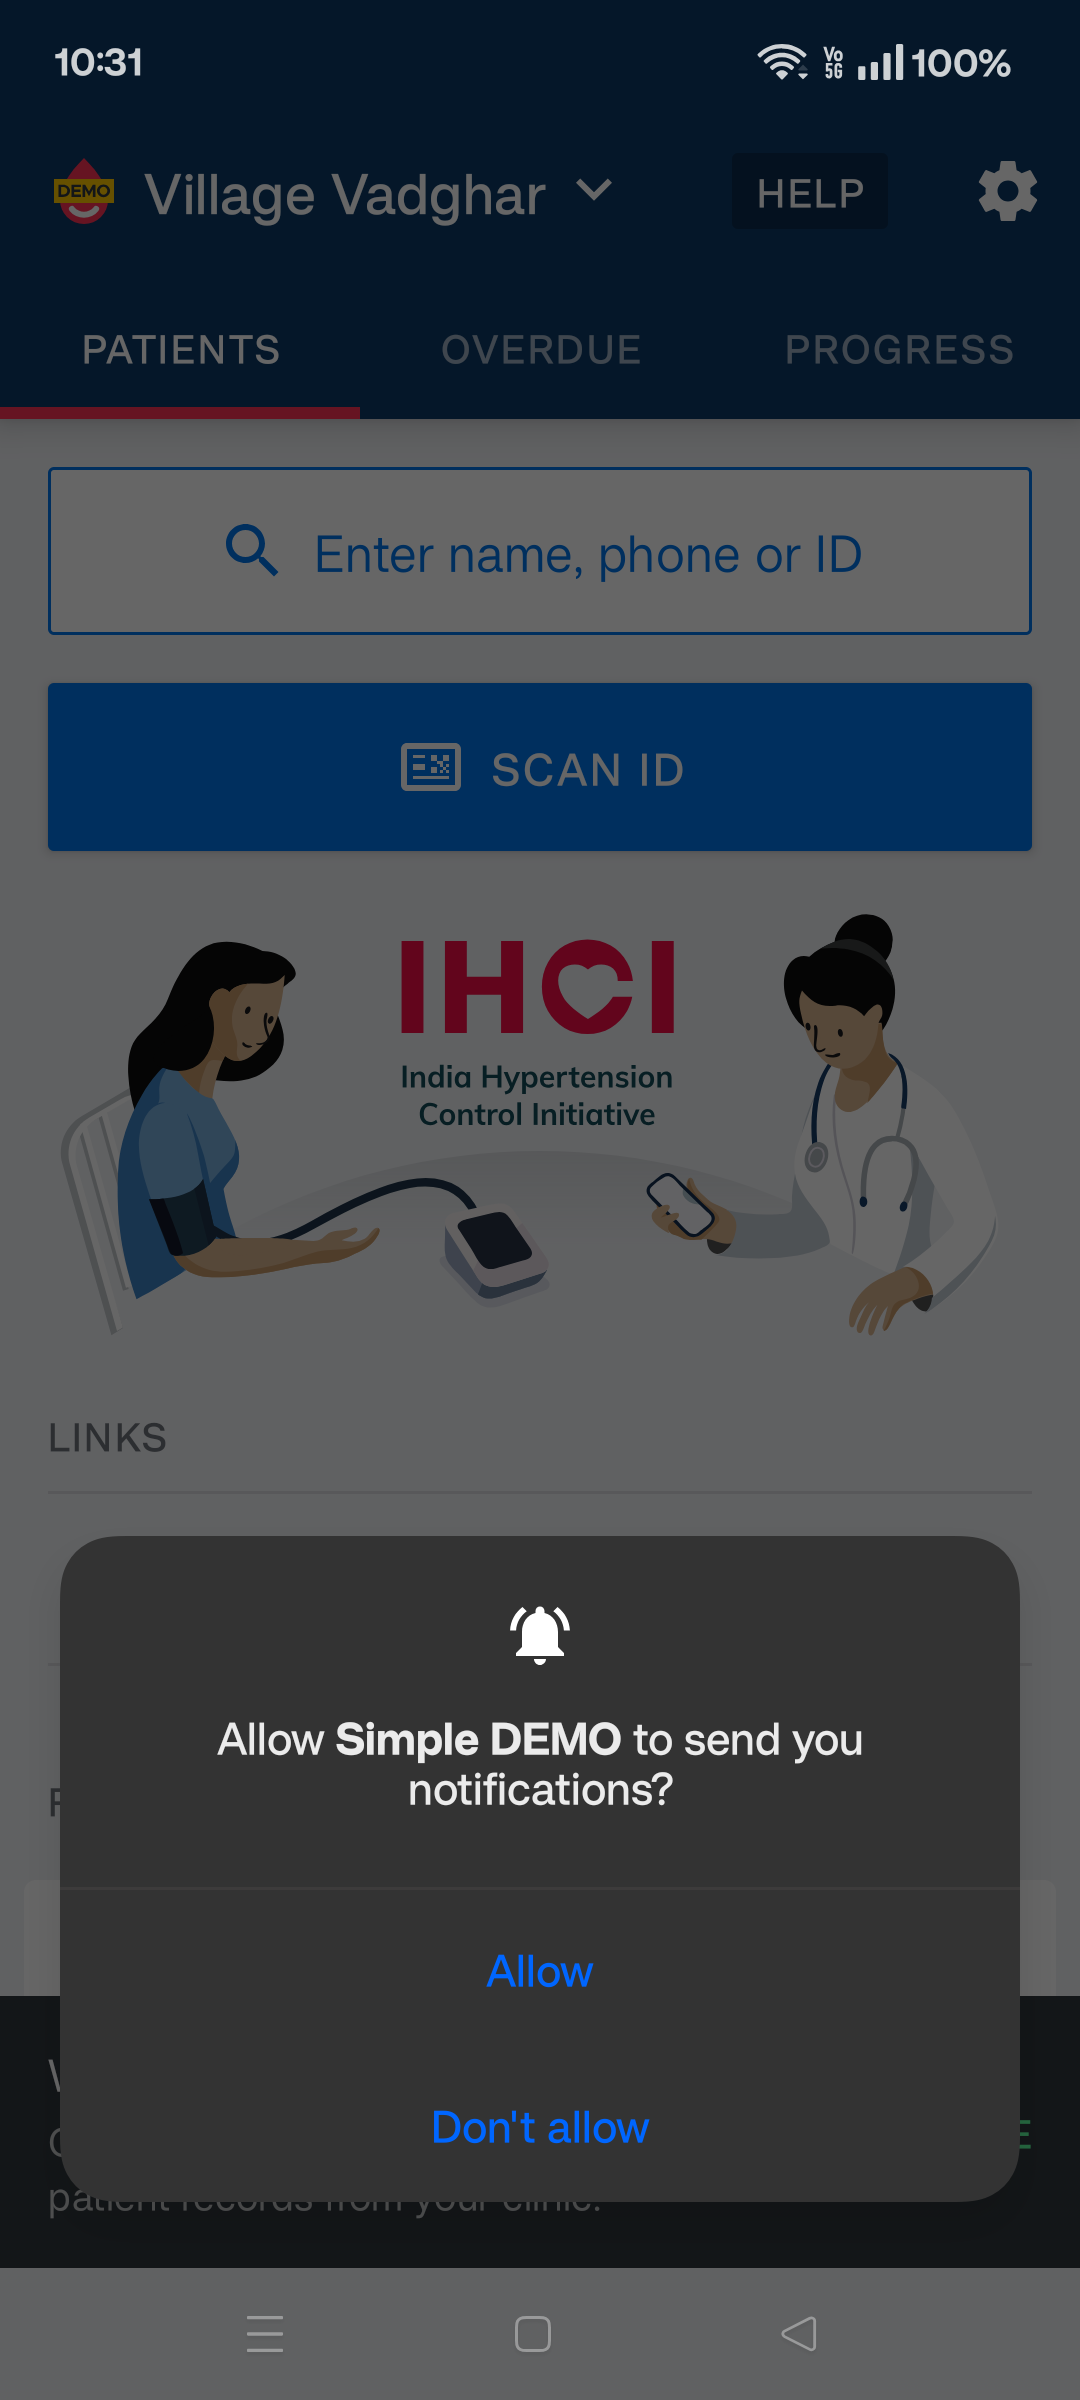 10:31
Vo 5G
100%
DEMO
Village Vadghar
HELP
PATIENTS
OVERDUE
PROGRESS
Enter name, phone or ID
SCAN ID
IHCI
India Hypertension
Control Initiative
LINKS
Allow Simple DEMO to send you
notifications?
Allow
Don't allow
patient records from your clinic.